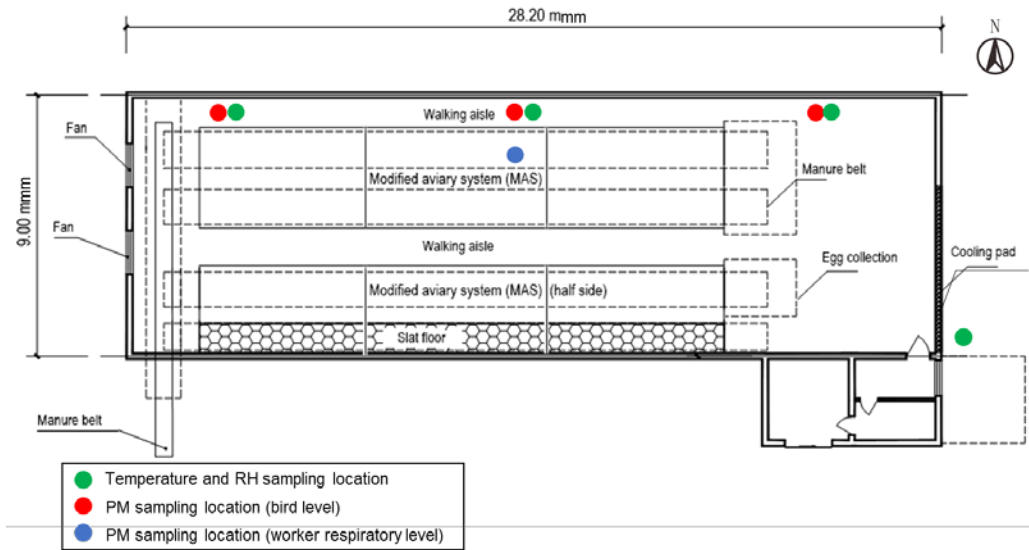 28.20 mmm
N
Fan
Walking aisle
Modified aviary system (MAS)
Manure belt
9.00 mmm
Fan
Walking aisle
Egg collection
Cooling pad
Modified aviary system (MAS) (half side)
Slat floor
Manure belt
Temperature and RH sampling location
PM sampling location (bird level)
PM sampling location (worker respiratory level)